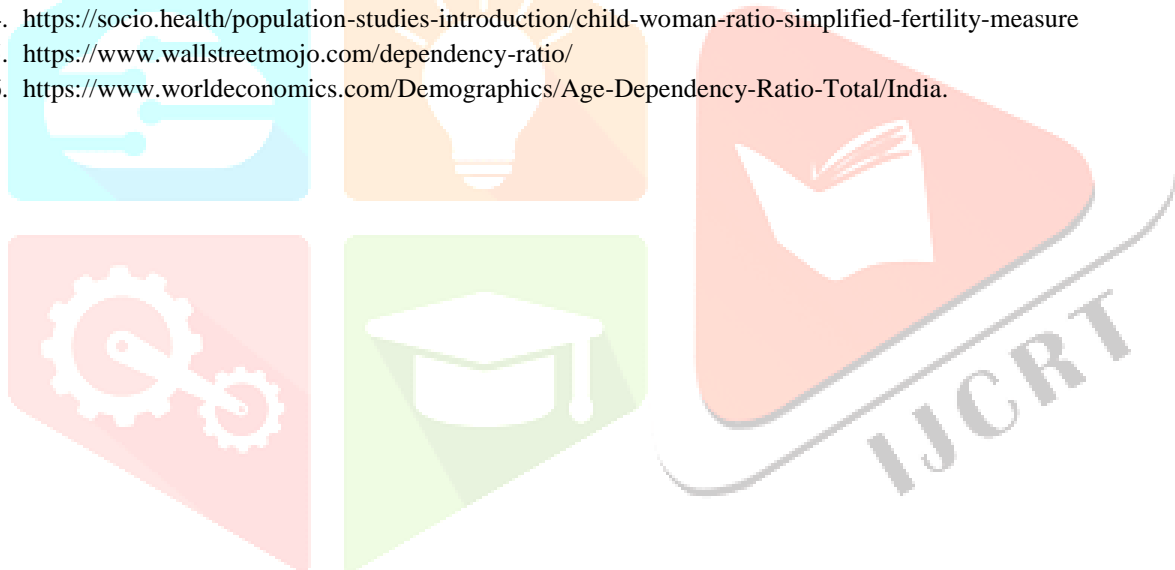 . https://socio.health/population-studies-introduction/child-woman-ratio-simplified-fertility-measure
. https://www.wallstreetmojo.com/dependency-ratio/
. https://www.worldeconomics.com/Demographics/Age-Dependency-Ratio-Total/India.
IJCRT